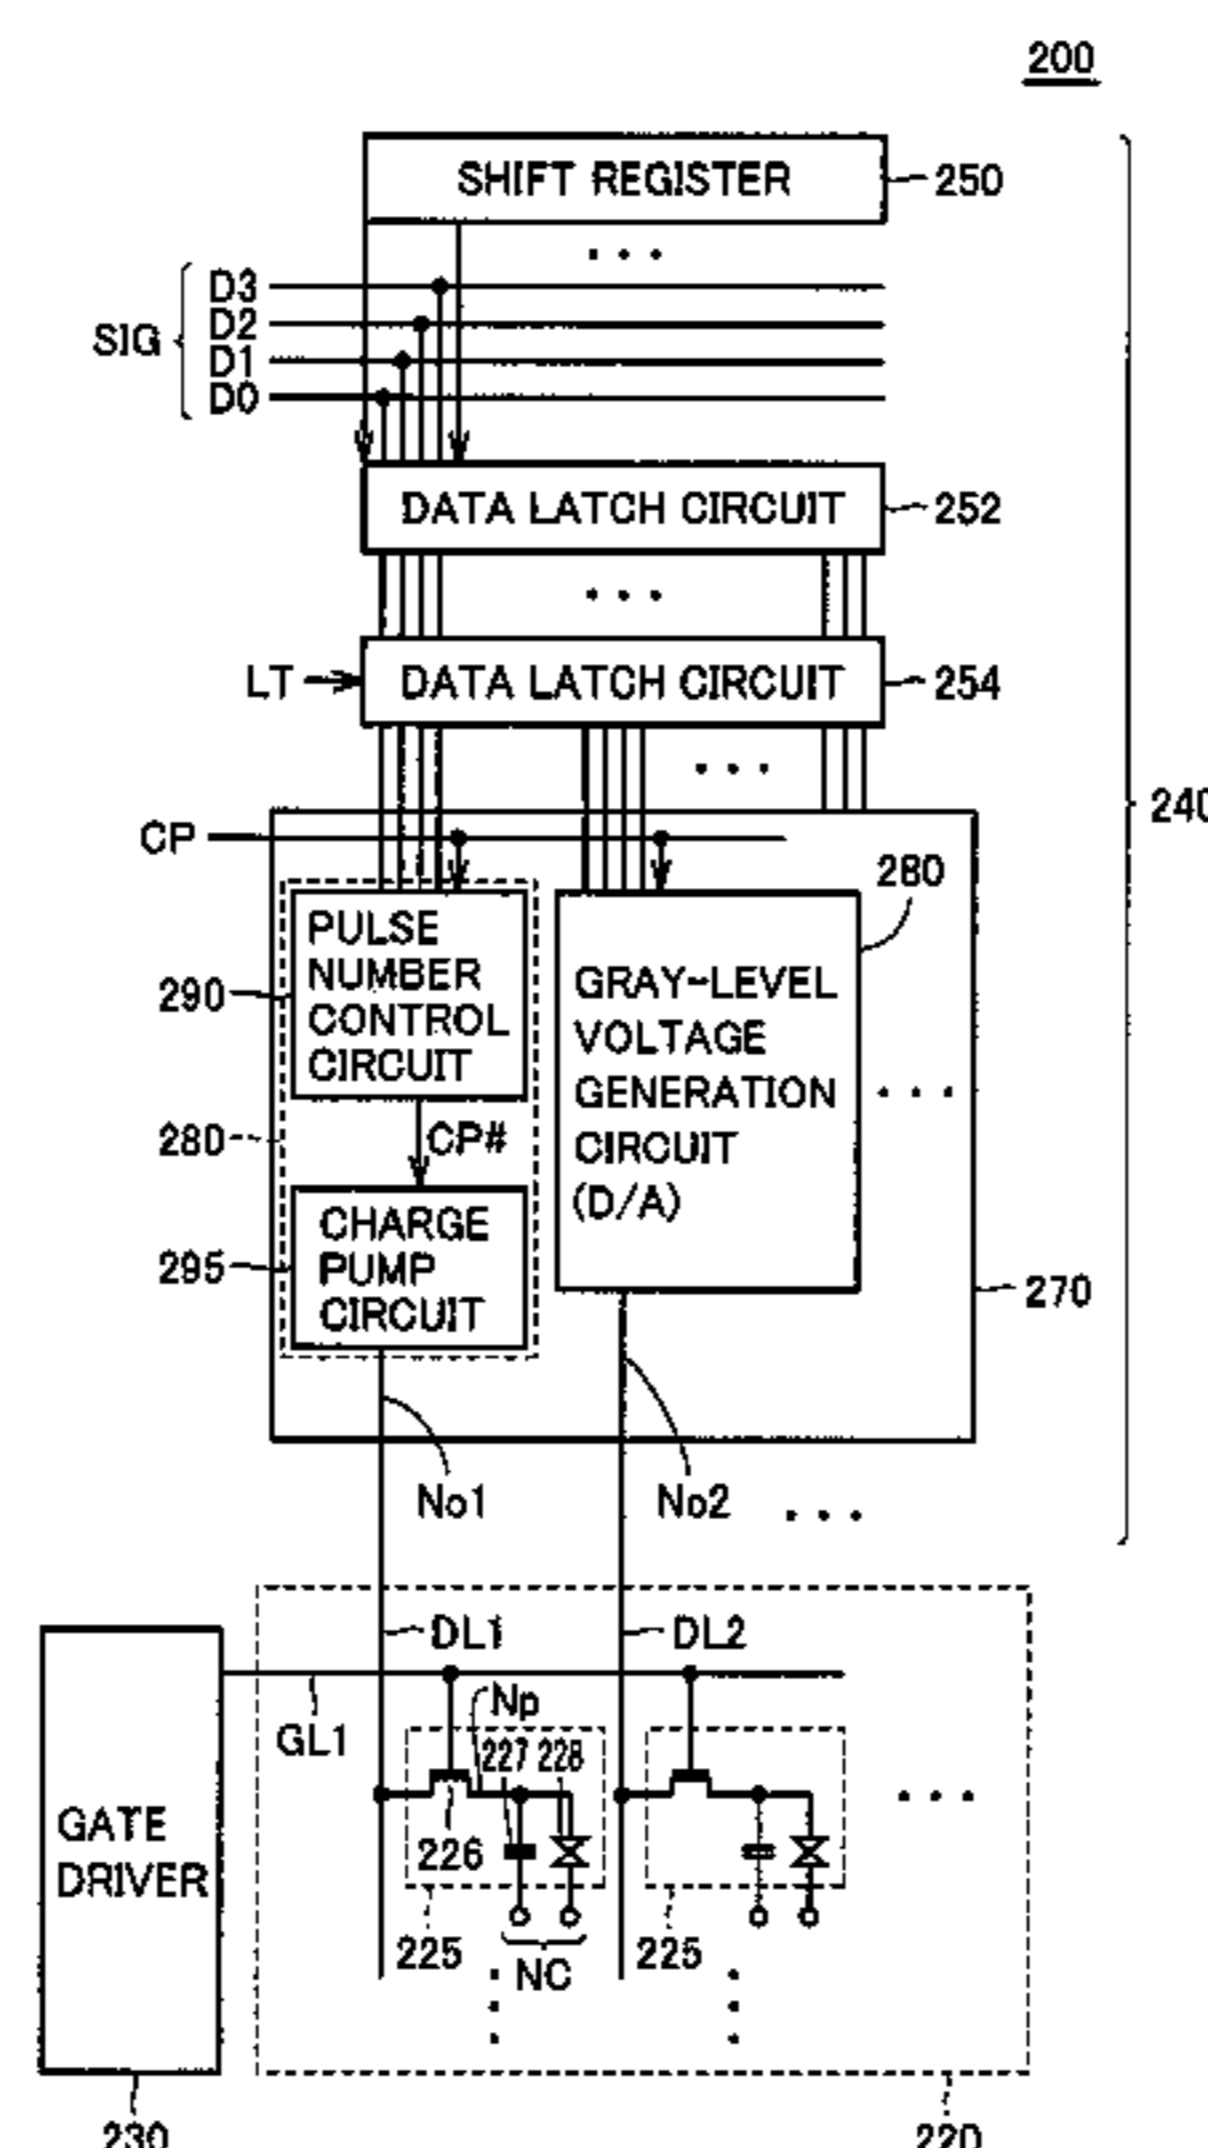 200
SHIFT REGISTER
250
SIG
D3
D2
D1
D0
DATA LATCH CIRCUIT
252
LT
DATA LATCH CIRCUIT
254
240
CP
280
PULSE
NUMBER
CONTROL
CIRCUIT
290
GRAY-LEVEL
VOLTAGE
GENERATION
CIRCUIT
(D/A)
280
CP#
CHARGE
PUMP
CIRCUIT
295
270
No1
No2
DL1
DL2
GL1
Np
227
228
226
GATE
DRIVER
225
NC
225
230
220